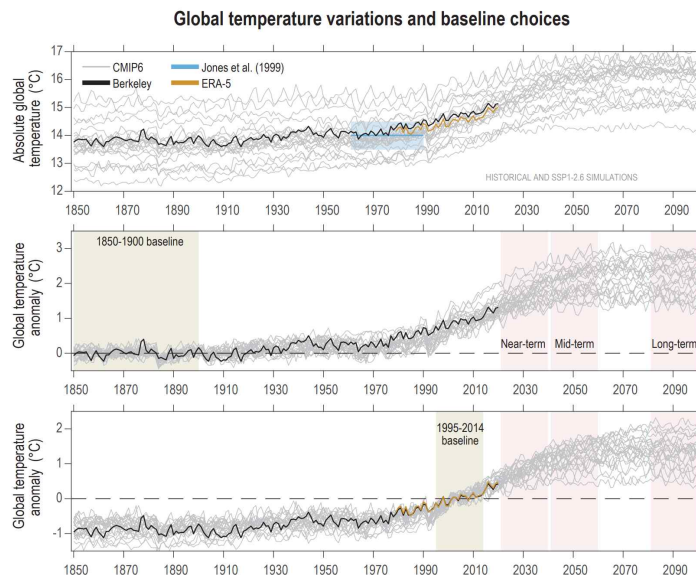 Global temperature variations and baseline choices
Absolute global
temperature (°C)
17
16
15
14
13
12
CMIP6
Berkeley
Jones et al. (1999)
ERA-5
HISTORICAL AND SSP1-2.6 SIMULATIONS
1850 1870 1890 1910 1930 1950 1970 1990 2010 2030 2050 2070 2090
Global temperature
anomaly (°C)
3
2
1
0
1850-1900 baseline
Near-term Mid-term Long-term
1850 1870 1890 1910 1930 1950 1970 1990 2010 2030 2050 2070 2090
Global temperature
anomaly (°C)
2
1
0
-1
1995-2014
baseline
1850 1870 1890 1910 1930 1950 1970 1990 2010 2030 2050 2070 2090